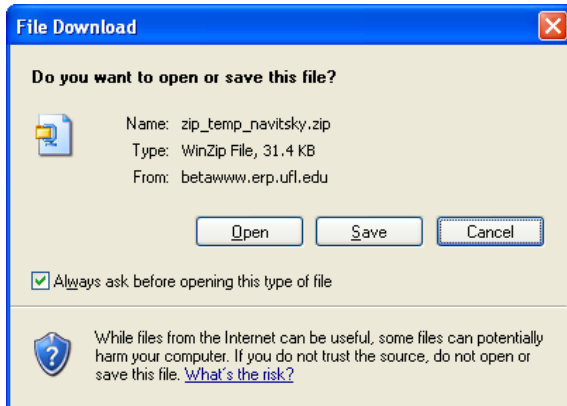 File Download
Do you want to open or save this file?
Name: zip_temp_navitsky.zip
Type: WinZip File, 31.4 KB
From: betawww.erp.ufl.edu
Open Save Cancel
Always ask before opening this type of file
While files from the Internet can be useful, some files can potentially
harm your computer. If you do not trust the source, do not open or
save this file. What's the risk?